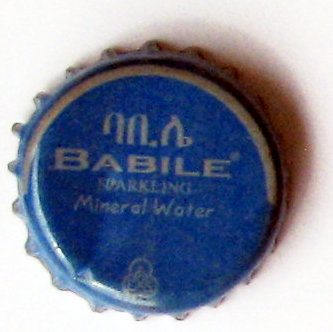 ባቢሌ
BABILE®
SPARKLING
Mineral Water